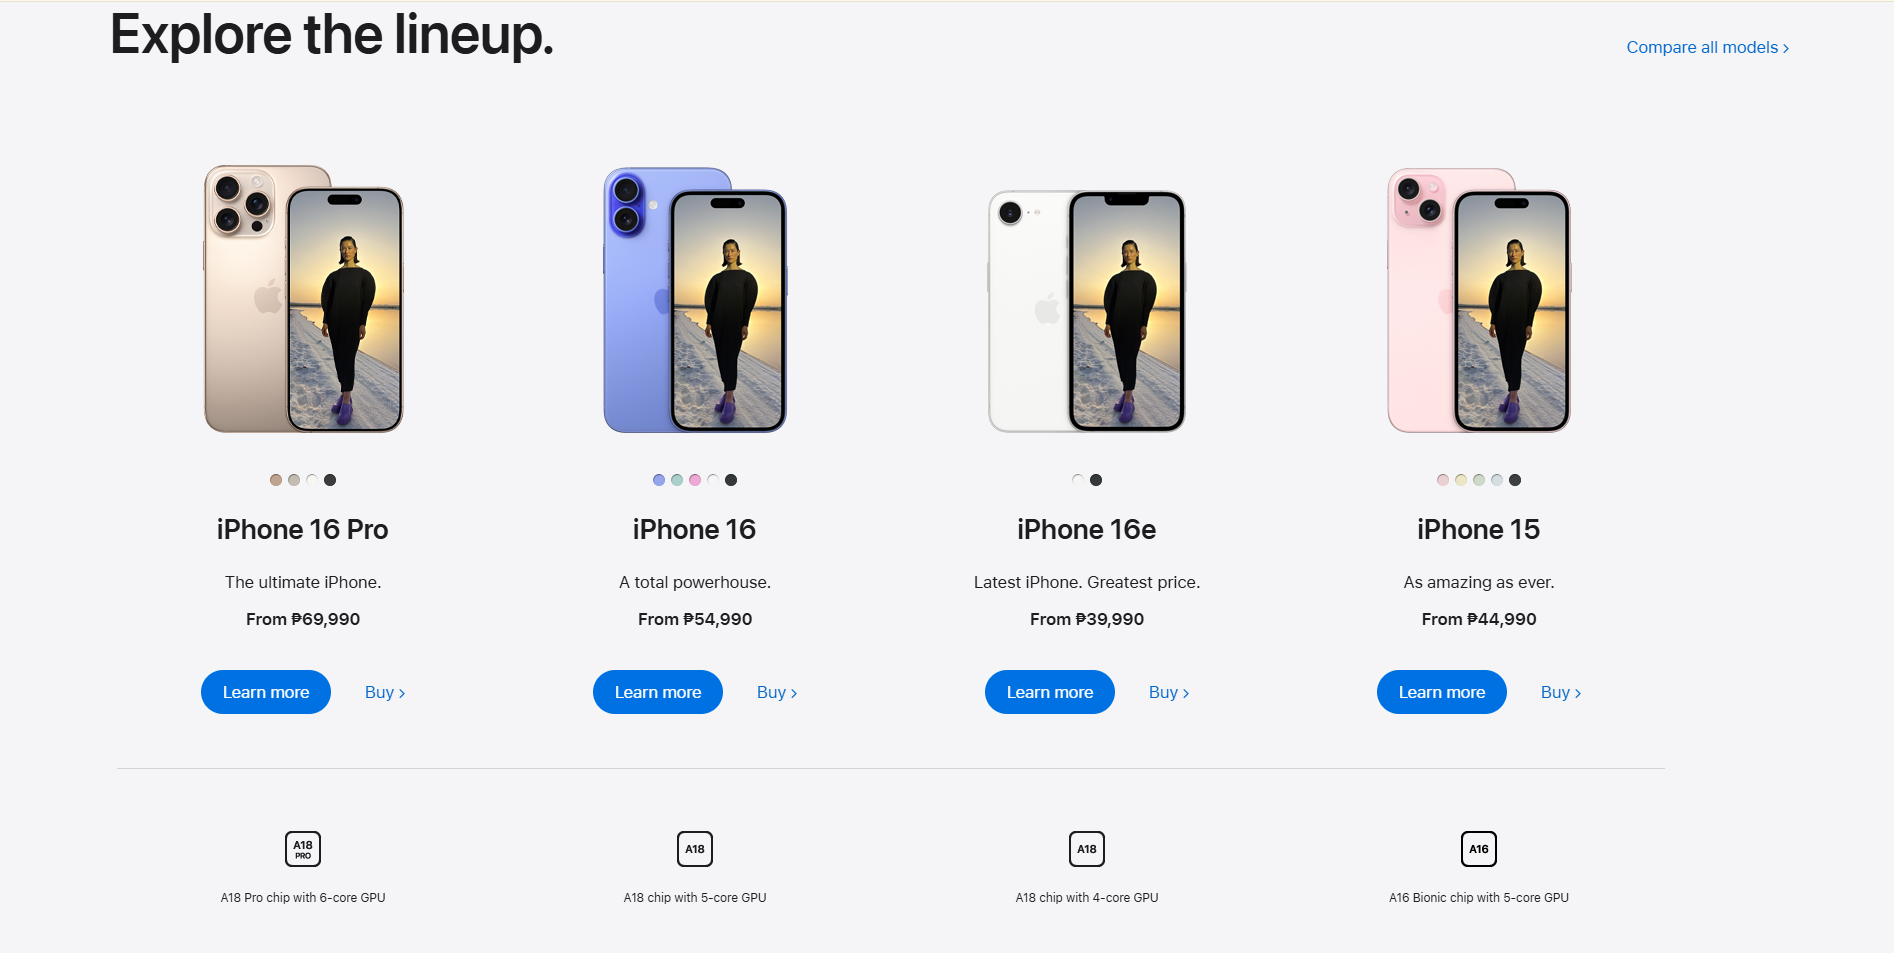 Explore the lineup.
Compare all models >
iPhone 16 Pro
The ultimate iPhone.
From ₱69,990
Learn more
Buy >
iPhone 16
A total powerhouse.
From ₱54,990
Learn more
Buy >
iPhone 16e
Latest iPhone. Greatest price.
From ₱39,990
Learn more
Buy >
iPhone 15
As amazing as ever.
From ₱44,990
Learn more
Buy >
A18
PRO
A18 Pro chip with 6-core GPU
A18
A18 chip with 5-core GPU
A18
A18 chip with 4-core GPU
A16
A16 Bionic chip with 5-core GPU